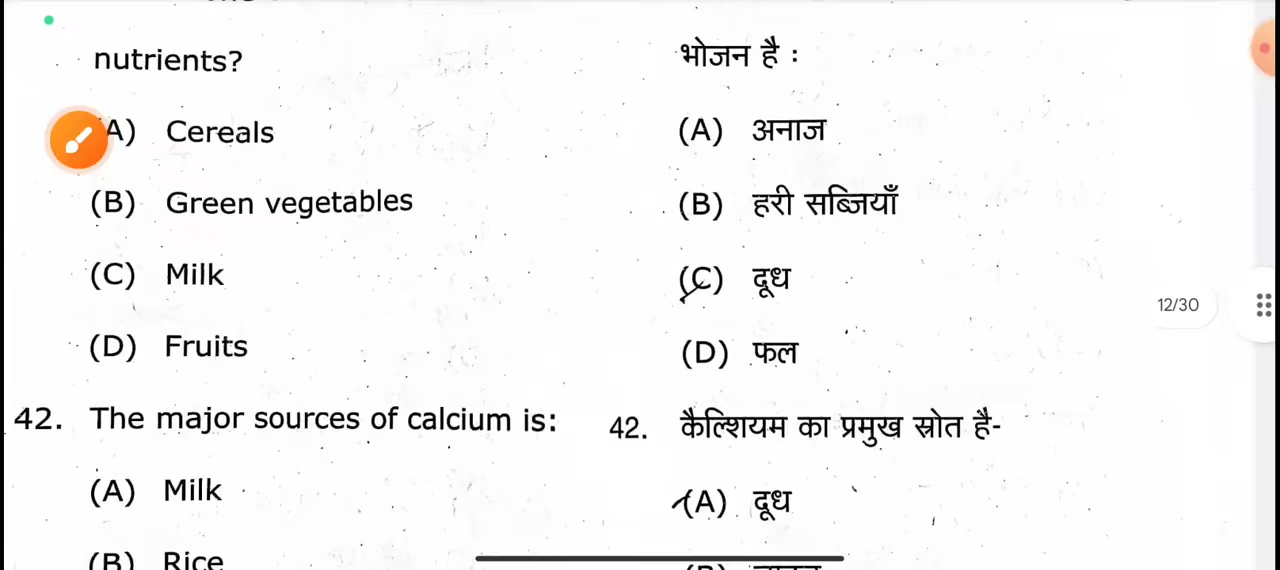 nutrients?
(A) Cereals
(B) Green vegetables
(C) Milk
(D) Fruits
42. The major sources of calcium is:
(A) Milk
(B) Rice
भोजन है :
(A) अनाज
(B) हरी सब्जियाँ
(C) दूध
(D) फल
42. कैल्शियम का प्रमुख स्रोत है-
(A) दूध
12/30